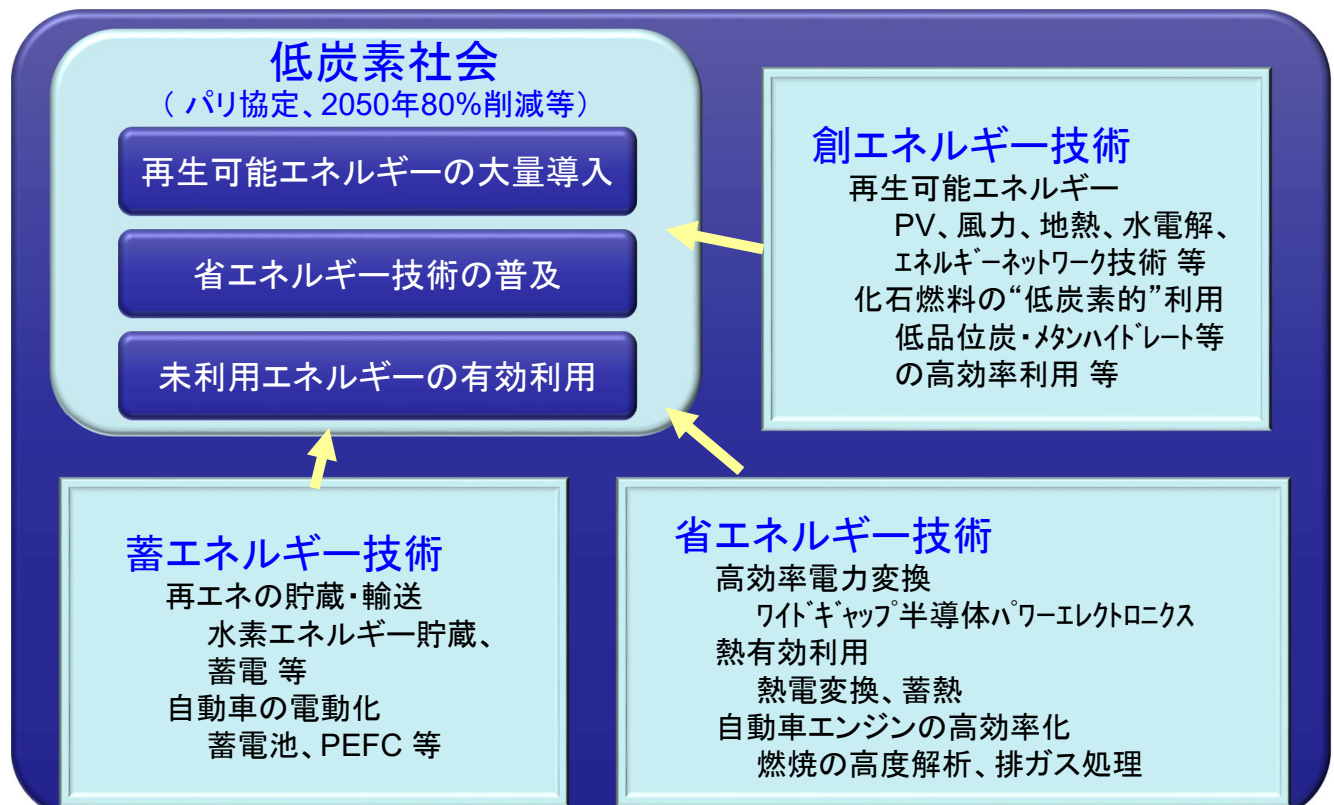 低炭素社会
（ パリ協定、2050年80%削減等）
再生可能エネルギーの大量導入
省エネルギー技術の普及
未利用エネルギーの有効利用
創エネルギー技術
再生可能エネルギー
PV、風力、地熱、水電解、
ｴﾈﾙｷﾞｰﾈｯﾄﾜｰｸ技術 等
化石燃料の“低炭素的”利用
低品位炭・ﾒﾀﾝﾊｲﾄﾞﾚｰﾄ等
の高効率利用 等
蓄エネルギー技術
再エネの貯蔵・輸送
水素エネルギー貯蔵、
蓄電 等
自動車の電動化
蓄電池、PEFC 等
省エネルギー技術
高効率電力変換
ﾜｲﾄﾞｷﾞｬｯﾌﾟ半導体ﾊﾟﾜｰｴﾚｸﾄﾛﾆｸｽ
熱有効利用
熱電変換、蓄熱
自動車エンジンの高効率化
燃焼の高度解析、排ガス処理